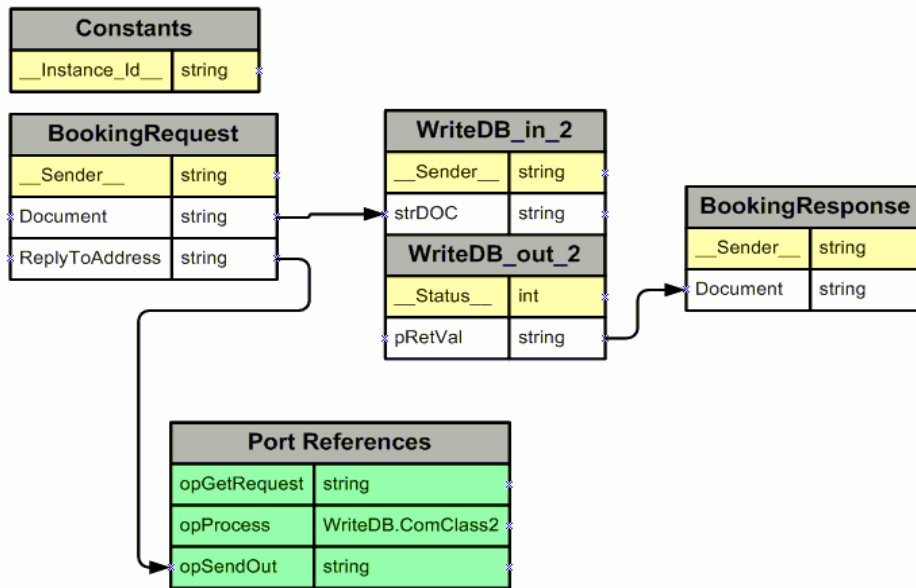 Constants
__Instance_Id__ string
BookingRequest
__Sender__ string
Document string
ReplyToAddress string
WriteDB_in_2
__Sender__ string
strDOC string
WriteDB_out_2
__Status__ int
pRetVal string
BookingResponse
__Sender__ string
Document string
Port References
opGetRequest string
opProcess WriteDB.ComClass2
opSendOut string